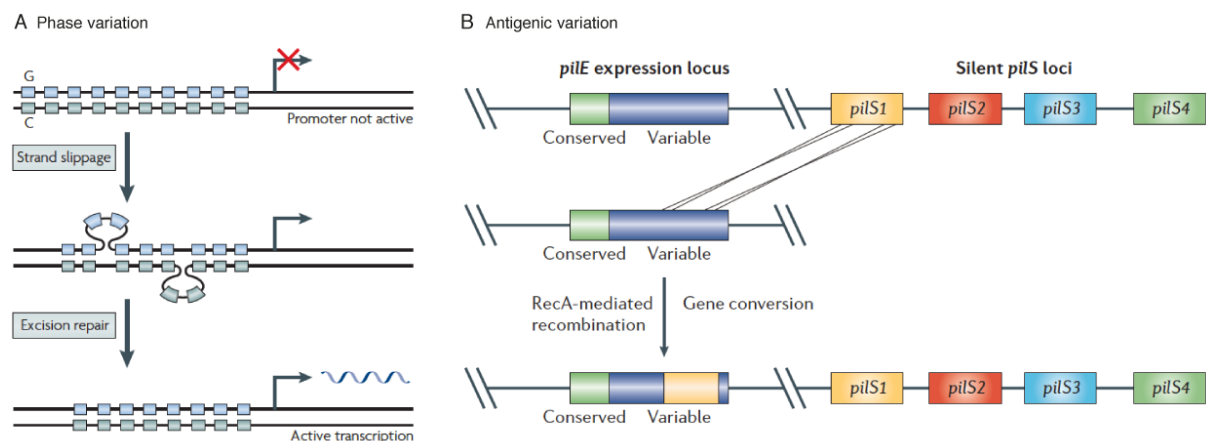 A Phase variation
G
C
Promoter not active
Strand slippage
Excision repair
Active transcription
B Antigenic variation
pilE expression locus
Silent pilS loci
pilS1
pilS2
pilS3
pilS4
Conserved
Variable
Conserved
Variable
RecA-mediated
recombination
Gene conversion
pilS1
pilS2
pilS3
pilS4
Conserved
Variable